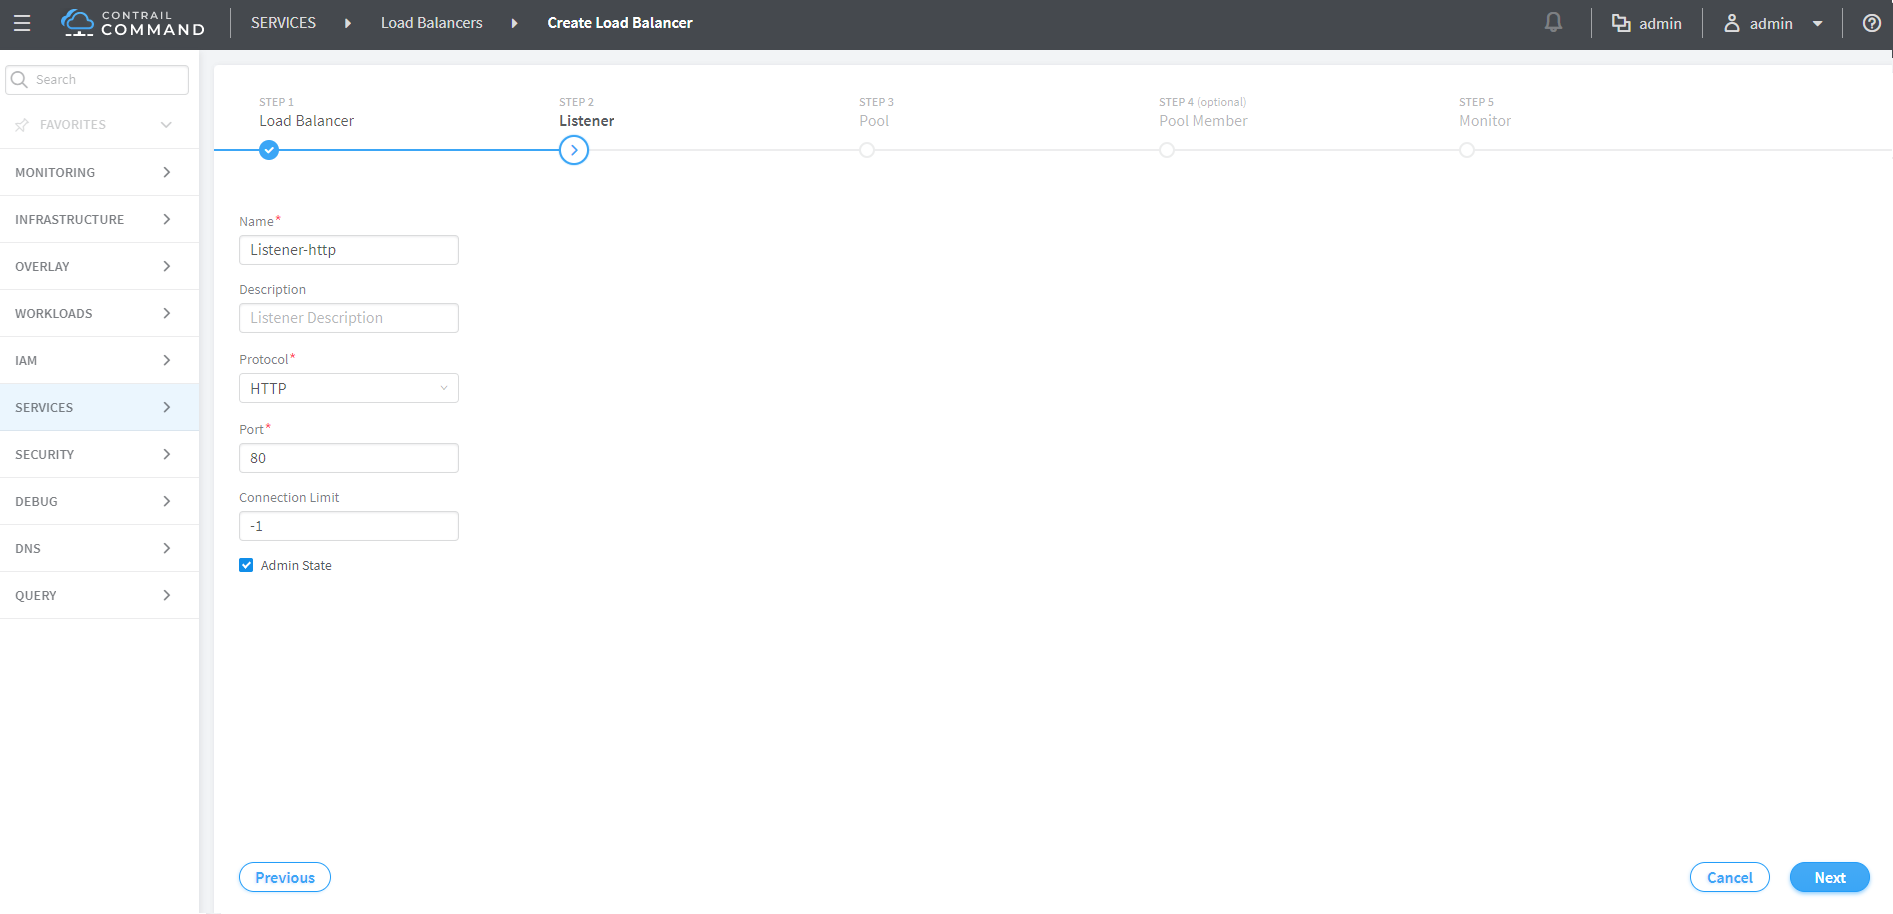 CONTRAIL
COMMAND
SERVICES
Load Balancers
Create Load Balancer
admin
admin
Search
FAVORITES
MONITORING
INFRASTRUCTURE
OVERLAY
WORKLOADS
IAM
SERVICES
SECURITY
DEBUG
DNS
QUERY
STEP 1
Load Balancer
STEP 2
Listener
STEP 3
Pool
STEP 4 (optional)
Pool Member
STEP 5
Monitor
Name*
Listener-http
Description
Listener Description
Protocol*
HTTP
Port*
80
Connection Limit
-1
Admin State
Previous
Cancel
Next